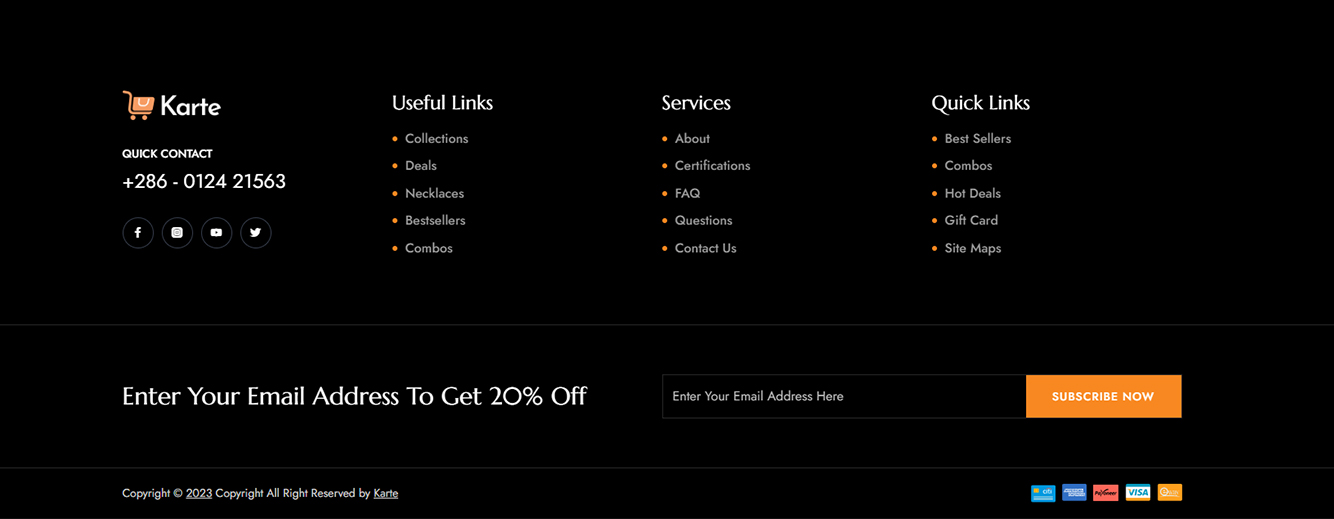 Karte
QUICK CONTACT
+286 - 0124 21563
Useful Links
Collections
Deals
Necklaces
Bestsellers
Combos
Services
About
Certifications
FAQ
Questions
Contact Us
Quick Links
Best Sellers
Combos
Hot Deals
Gift Card
Site Maps
Enter Your Email Address To Get 20% Off
Enter Your Email Address Here
SUBSCRIBE NOW
Copyright © 2023 Copyright All Right Reserved by Karte
citi
Payoneer
VISA